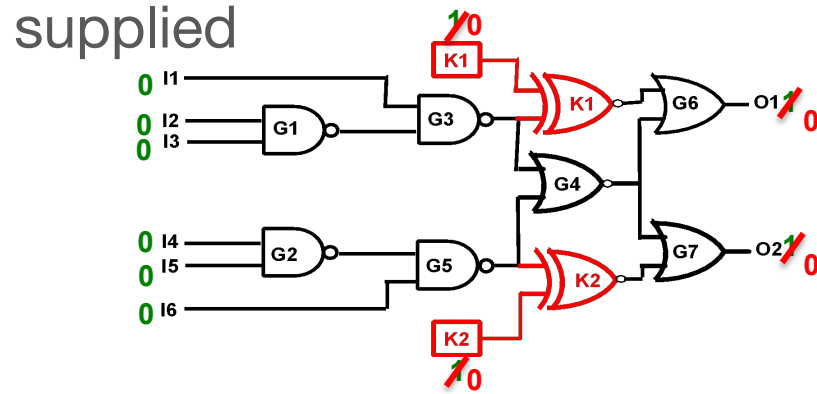 supplied
1 0
K1
0 I1
K1
G6
O1 1 0
0 I2
G1
G3
0 I3
G4
0 I4
G2
G5
G7
O2 1 0
0 I5
K2
0 I6
K2
1 0